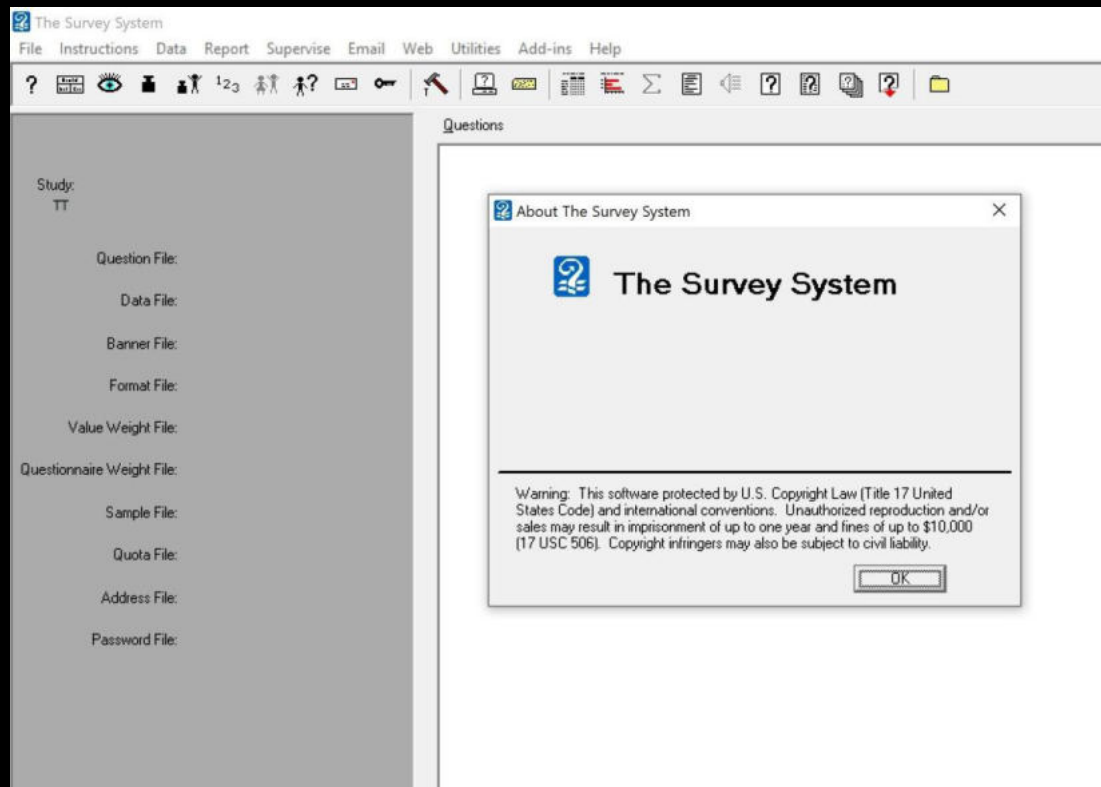 The Survey System
File Instructions Data Report Supervise Email Web Utilities Add-ins Help
Questions
Study:
TT
Question File:
Data File:
Banner File:
Format File:
Value Weight File:
Questionnaire Weight File:
Sample File:
Quota File:
Address File:
Password File:
About The Survey System
The Survey System
Warning: This software protected by U.S. Copyright Law (Title 17 United
States Code) and international conventions. Unauthorized reproduction and/or
sales may result in imprisonment of up to one year and fines of up to $10,000
(17 USC 506). Copyright infringers may also be subject to civil liability.
OK